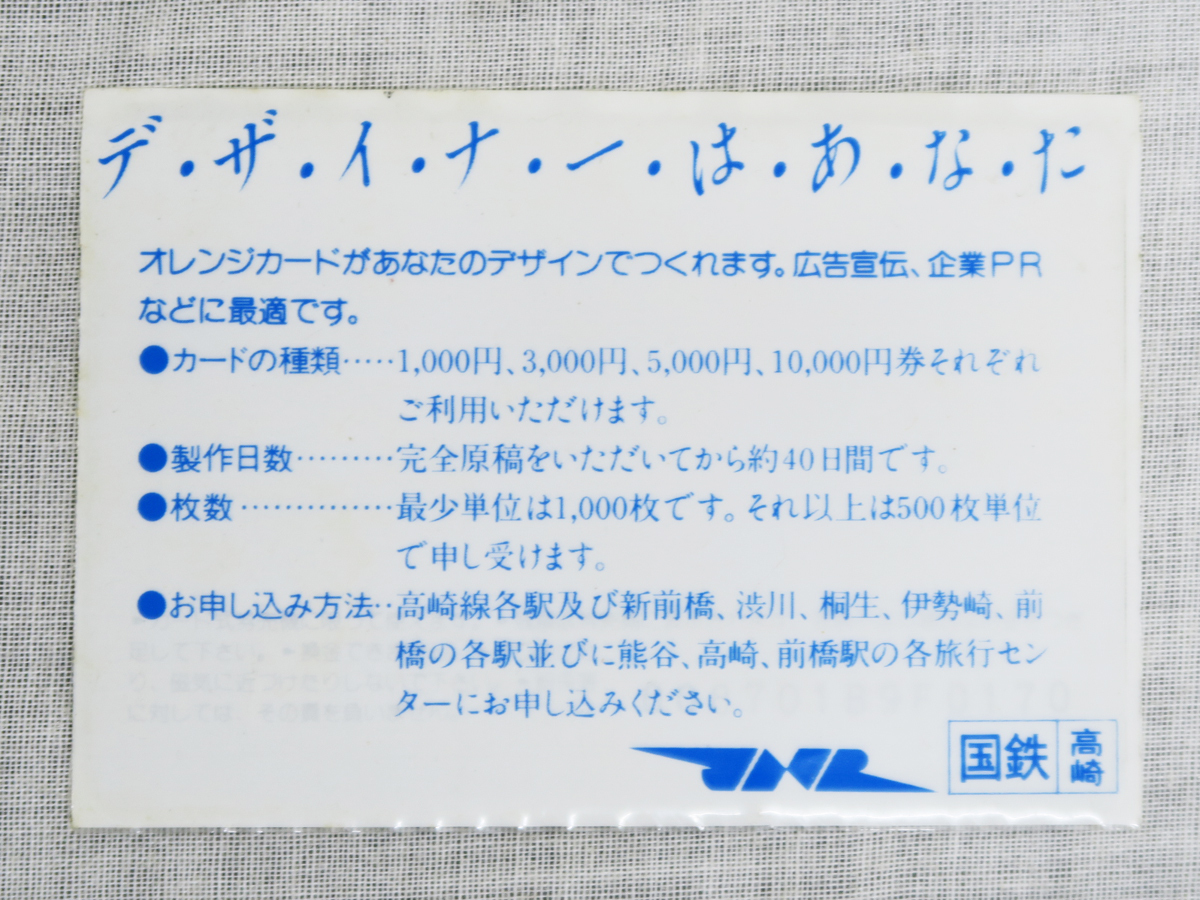 デ・ザ・イ・ナ・ー・は・あ・な・た
オレンジカードがあなたのデザインでつくれます。広告宣伝、企業PR
などに最適です。
●カードの種類‥‥‥1,000円、3,000円、5,000円、10,000円券それぞれ
ご利用いただけます。
●製作日数‥‥‥‥‥完全原稿をいただいてから約40日間です。
●枚数‥‥‥‥‥‥‥最少単位は1,000枚です。それ以上は500枚単位
で申し受けます。
●お申し込み方法‥高崎線各駅及び新前橋、渋川、桐生、伊勢崎、前
橋の各駅並びに熊谷、高崎、前橋駅の各旅行セン
ターにお申し込みください。
JNR 国鉄 高崎